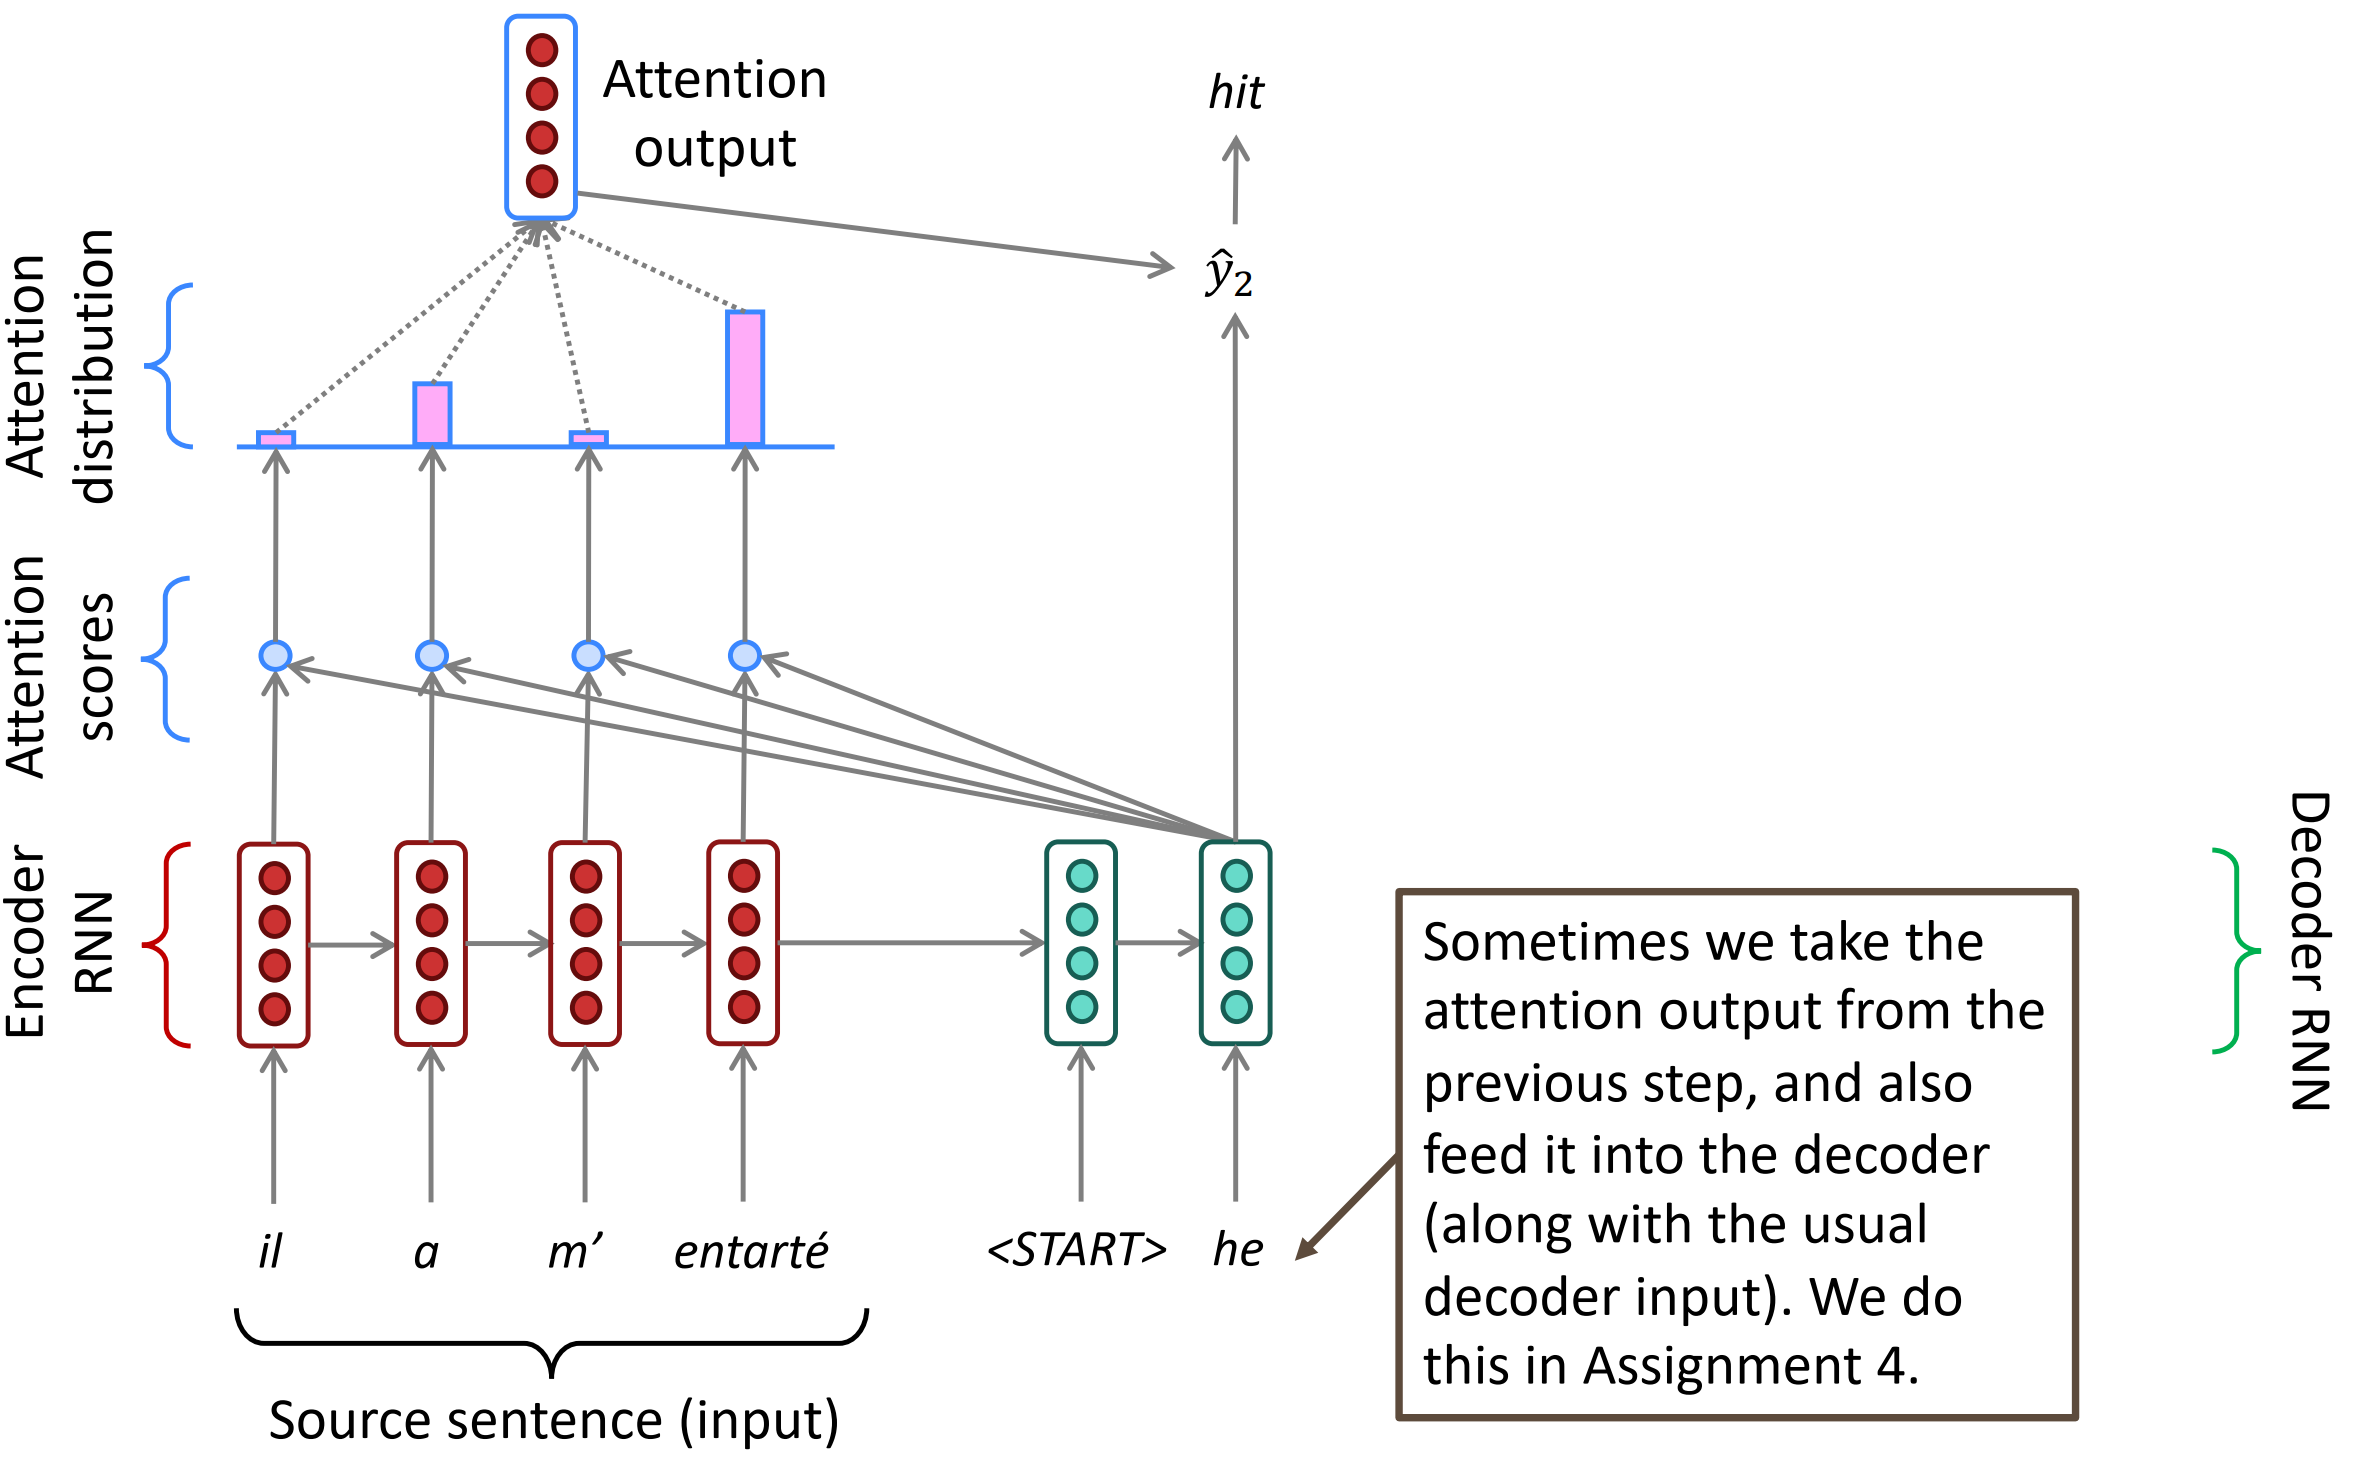 Attention
output
hit
ŷ₂
Attention
distribution
Attention
scores
Encoder
RNN
Decoder RNN
Sometimes we take the
attention output from the
previous step, and also
feed it into the decoder
(along with the usual
decoder input). We do
this in Assignment 4.
il a m’ entarté <START> he
Source sentence (input)